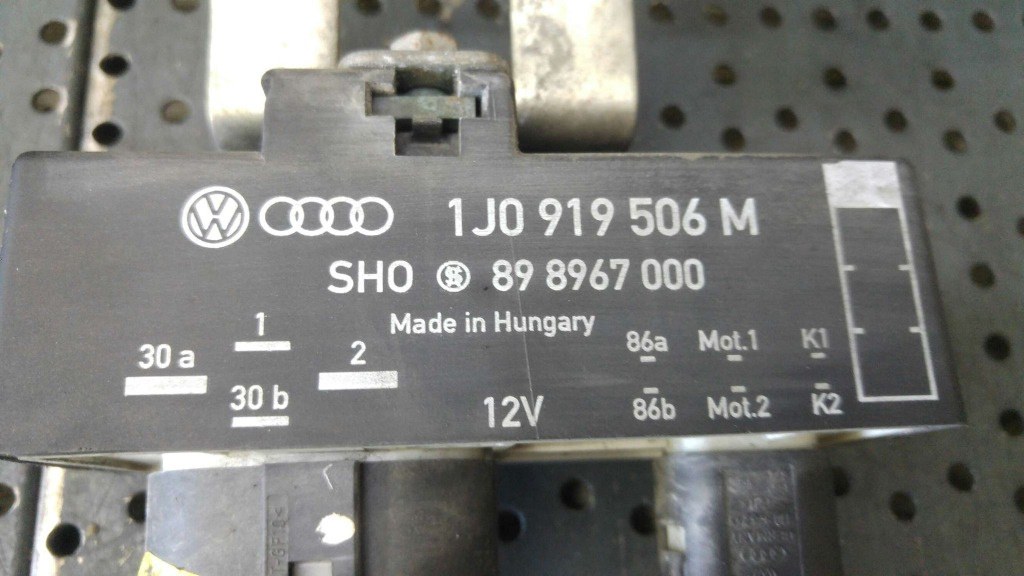 1J0 919 506 M
SHO 89 8967 000
Made in Hungary
1
30 a
2
30 b
12V
86a Mot.1 K1
86b Mot.2 K2